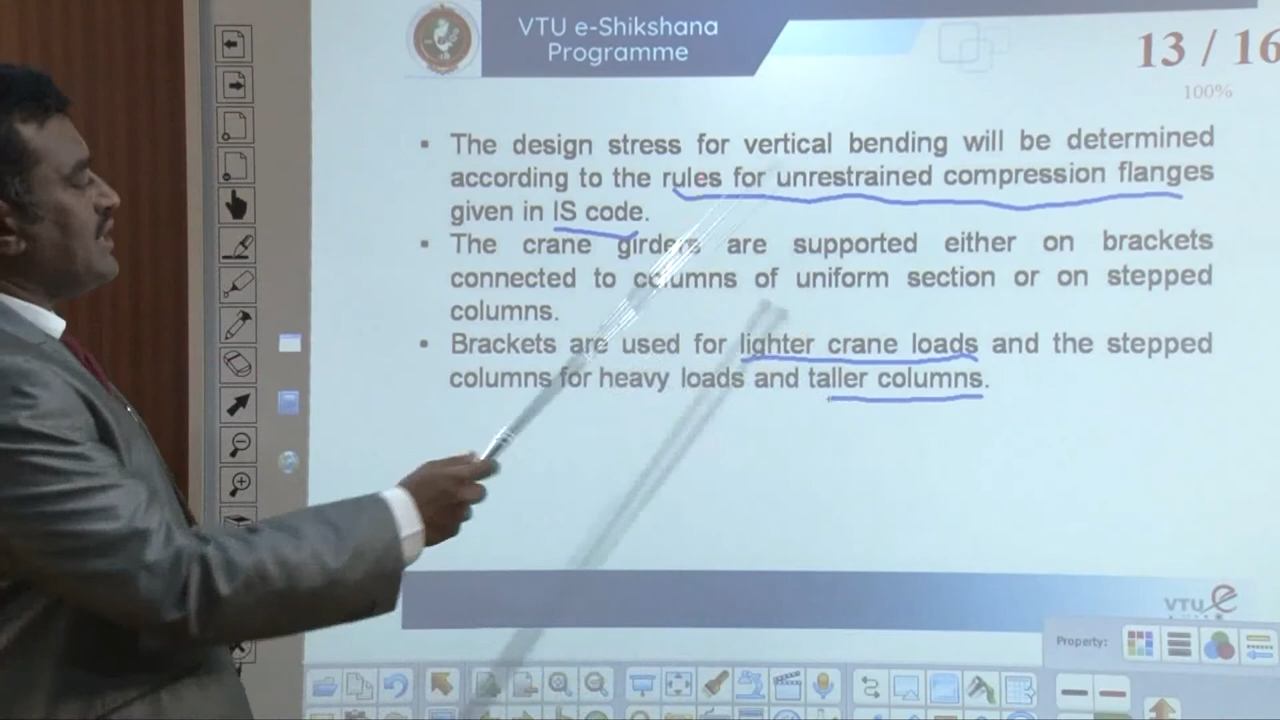 VTU e-Shikshana
Programme
13 / 16
100%
▪ The design stress for vertical bending will be determined
according to the rules for unrestrained compression flanges
given in IS code.
▪ The crane girders are supported either on brackets
connected to columns of uniform section or on stepped
columns.
• Brackets are used for lighter crane loads and the stepped
columns for heavy loads and taller columns.
VTU e
Property: